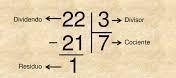 Dividendo 22 3 Divisor
- 21 7 Cociente
Residuo 1